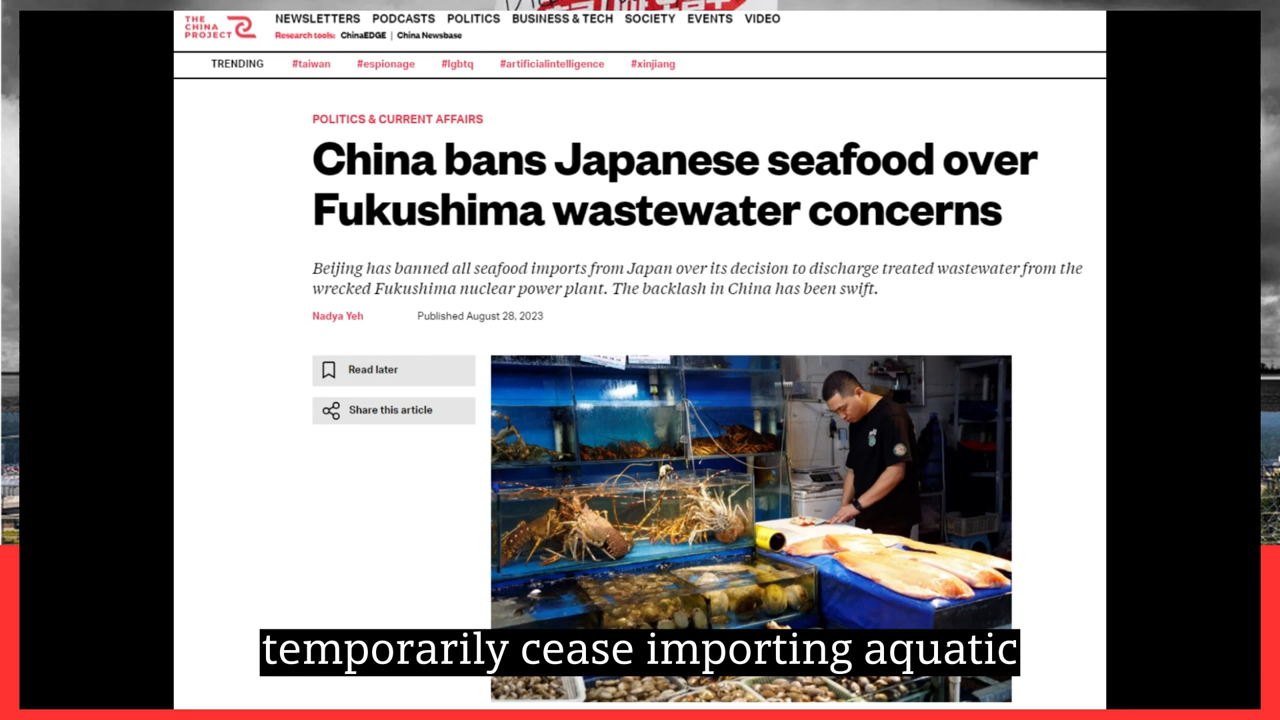 THE
CHINA
PROJECT
NEWSLETTERS PODCASTS POLITICS BUSINESS & TECH SOCIETY EVENTS VIDEO
Research tools: ChinaEDGE | China Newsbase
TRENDING #taiwan #espionage #lgbtq #artificialintelligence #xinjiang
POLITICS & CURRENT AFFAIRS
China bans Japanese seafood over
Fukushima wastewater concerns
Beijing has banned all seafood imports from Japan over its decision to discharge treated wastewater from the
wrecked Fukushima nuclear power plant. The backlash in China has been swift.
Nadya Yeh Published August 28, 2023
Read later
Share this article
temporarily cease importing aquatic